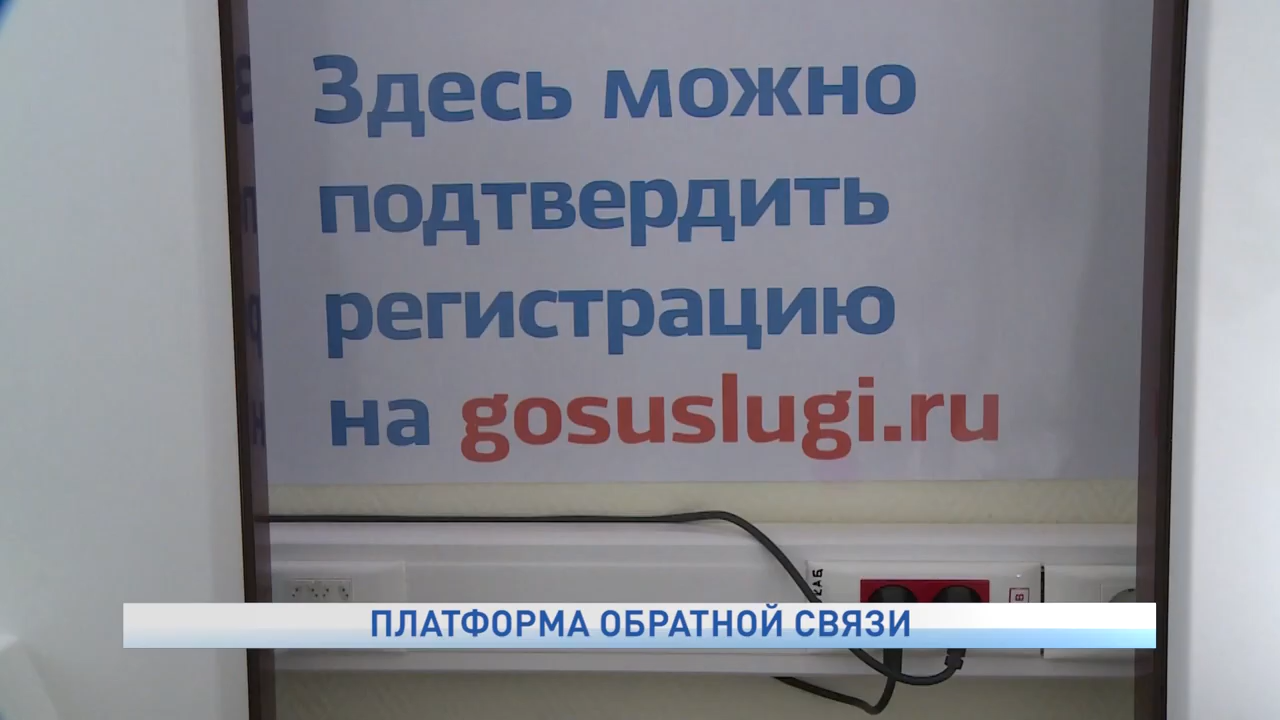 Здесь можно
подтвердить
регистрацию
на gosuslugi.ru
ПЛАТФОРМА ОБРАТНОЙ СВЯЗИ